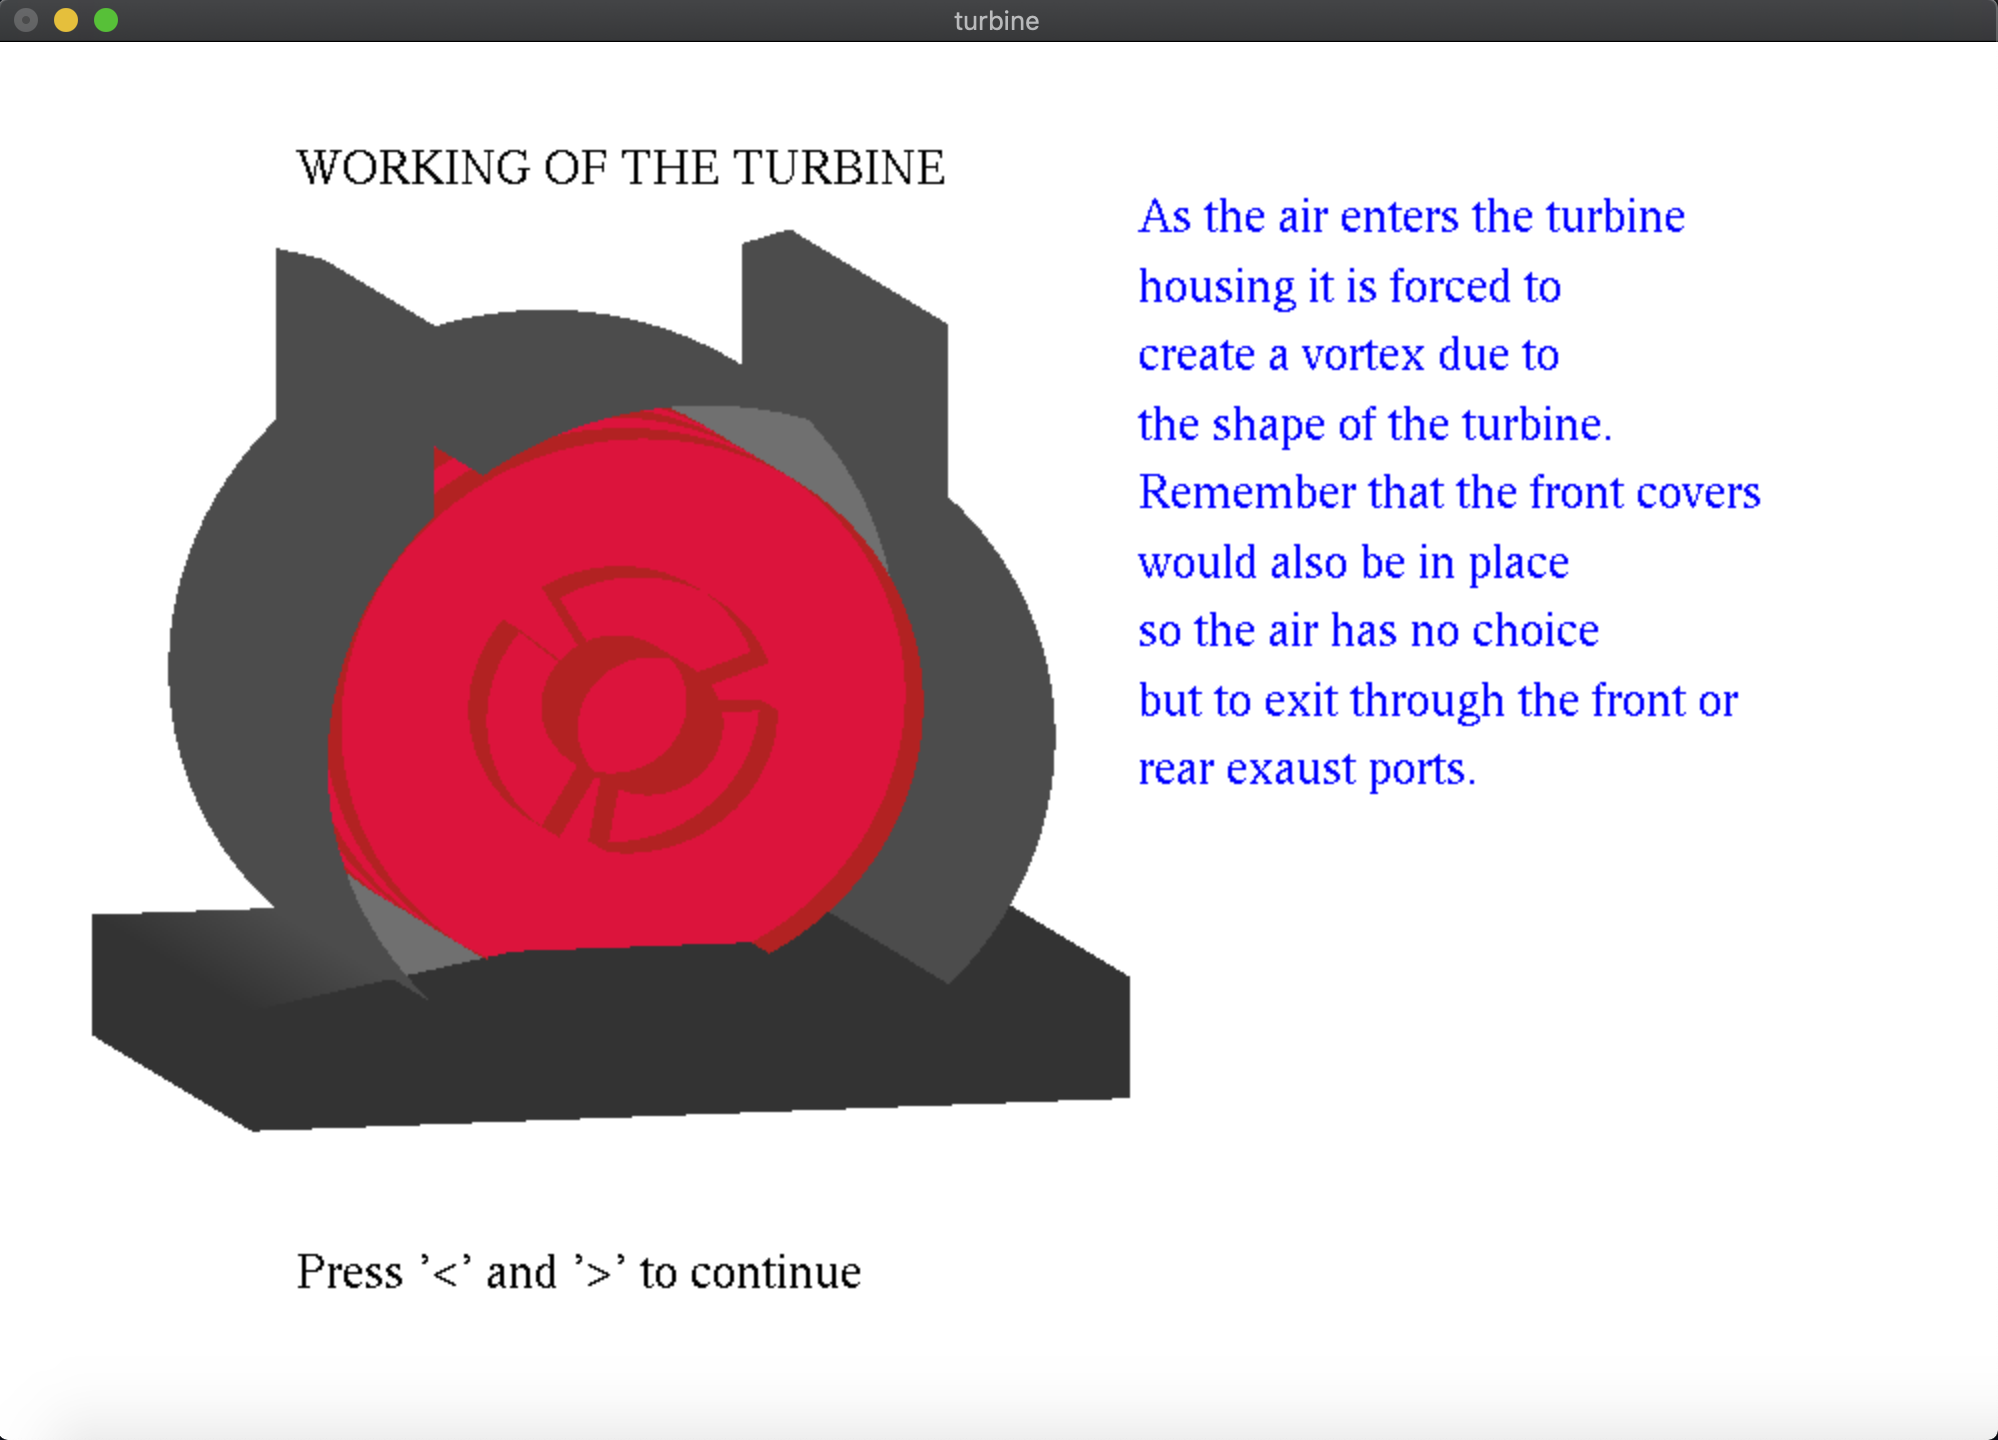 turbine
WORKING OF THE TURBINE
As the air enters the turbine
housing it is forced to
create a vortex due to
the shape of the turbine.
Remember that the front covers
would also be in place
so the air has no choice
but to exit through the front or
rear exaust ports.
Press ’<’ and ’>’ to continue